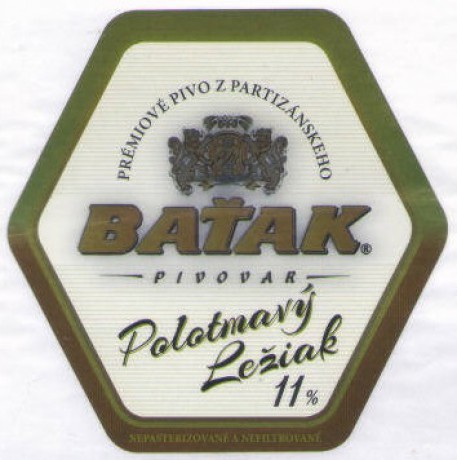 PRÉMIOVÉ PIVO Z PARTIZÁNSKEHO
BAŤAK®
PIVOVAR
Polotmavý
Ležiak
11%
NEPASTERIZOVANÉ A NEFILTROVANÉ